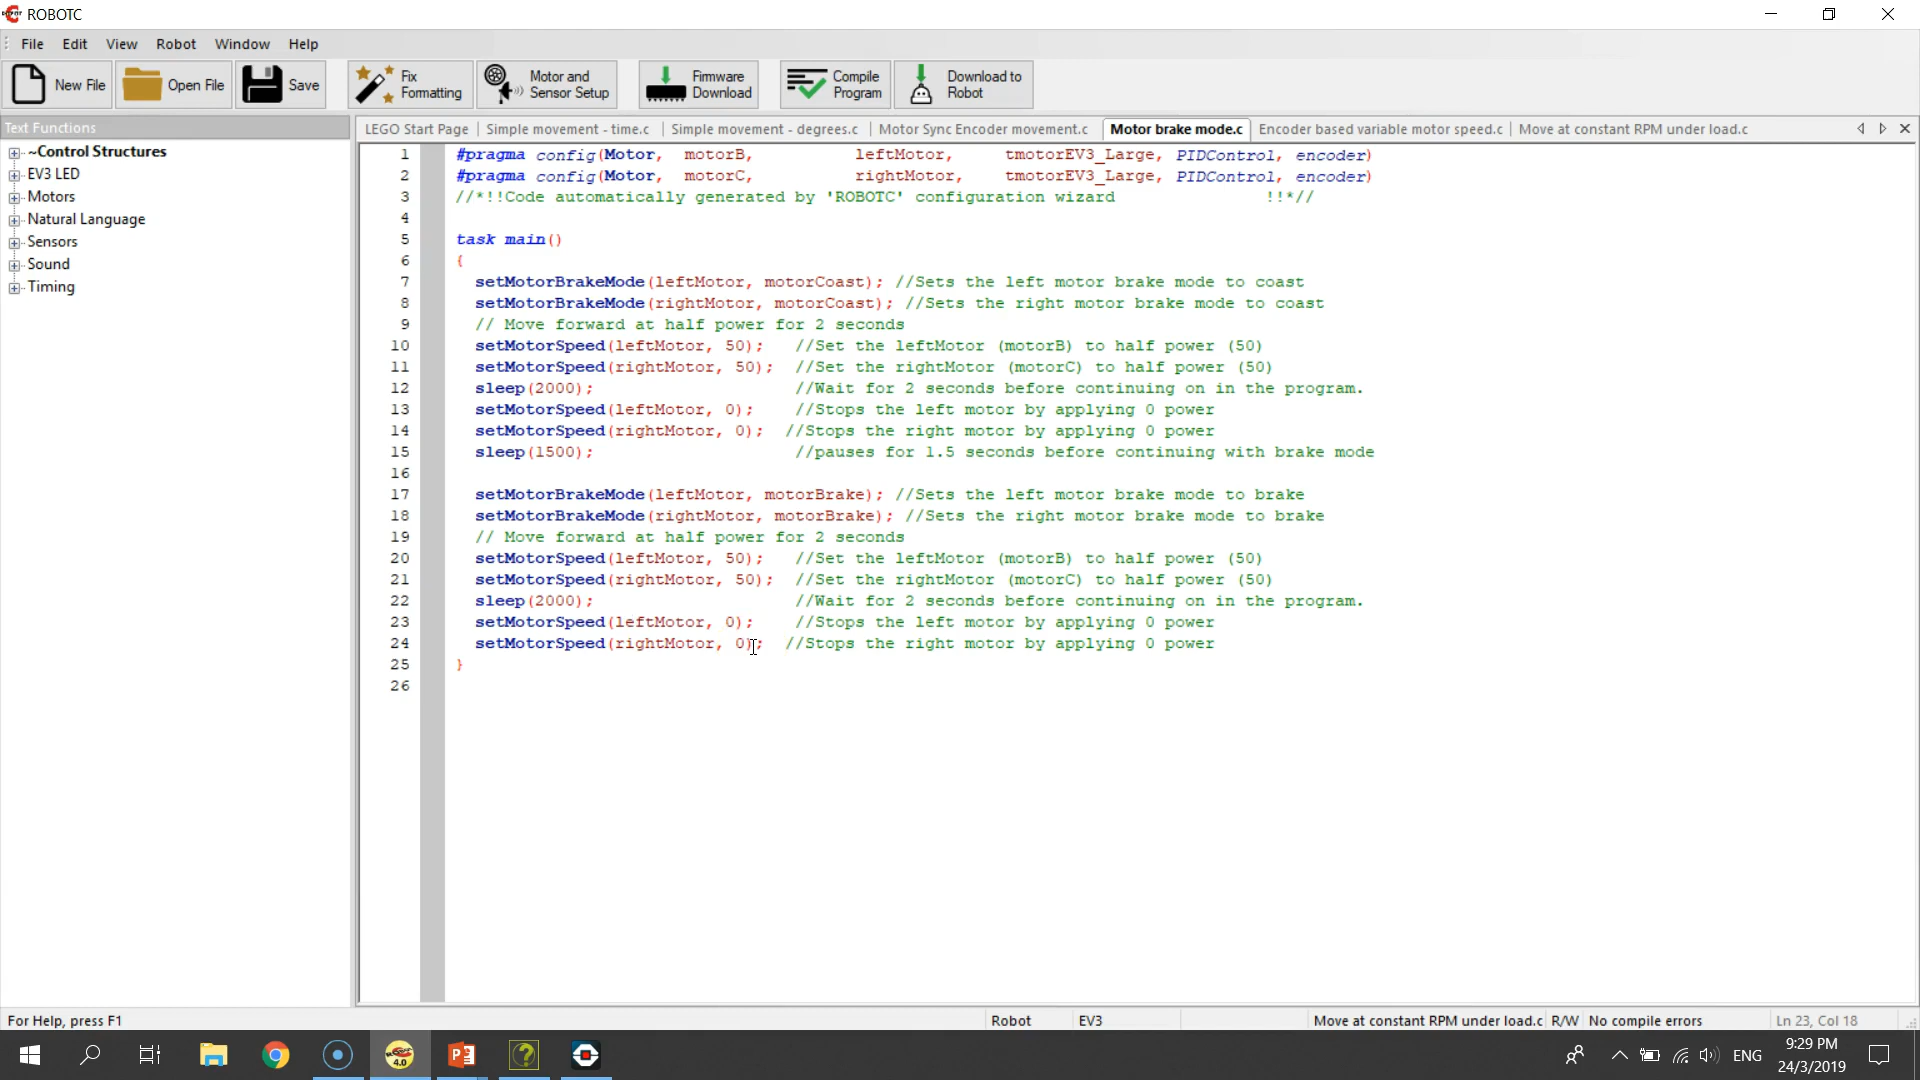 ROBOTC
File Edit View Robot Window Help
New File Open File Save Fix Formatting Motor and Sensor Setup Firmware Download Compile Program Download to Robot
Text Functions
~Control Structures
EV3 LED
Motors
Natural Language
Sensors
Sound
Timing
LEGO Start Page Simple movement - time.c Simple movement - degrees.c Motor Sync Encoder movement.c Motor brake mode.c Encoder based variable motor speed.c Move at constant RPM under load.c
1 #pragma config(Motor, motorB, leftMotor, tmotorEV3_Large, PIDControl, encoder)
2 #pragma config(Motor, motorC, rightMotor, tmotorEV3_Large, PIDControl, encoder)
3 //*!!Code automatically generated by 'ROBOTC' configuration wizard !!*//
4
5 task main()
6 {
7 setMotorBrakeMode(leftMotor, motorCoast); //Sets the left motor brake mode to coast
8 setMotorBrakeMode(rightMotor, motorCoast); //Sets the right motor brake mode to coast
9 // Move forward at half power for 2 seconds
10 setMotorSpeed(leftMotor, 50); //Set the leftMotor (motorB) to half power (50)
11 setMotorSpeed(rightMotor, 50); //Set the rightMotor (motorC) to half power (50)
12 sleep(2000); //Wait for 2 seconds before continuing on in the program.
13 setMotorSpeed(leftMotor, 0); //Stops the left motor by applying 0 power
14 setMotorSpeed(rightMotor, 0); //Stops the right motor by applying 0 power
15 sleep(1500); //pauses for 1.5 seconds before continuing with brake mode
16
17 setMotorBrakeMode(leftMotor, motorBrake); //Sets the left motor brake mode to brake
18 setMotorBrakeMode(rightMotor, motorBrake); //Sets the right motor brake mode to brake
19 // Move forward at half power for 2 seconds
20 setMotorSpeed(leftMotor, 50); //Set the leftMotor (motorB) to half power (50)
21 setMotorSpeed(rightMotor, 50); //Set the rightMotor (motorC) to half power (50)
22 sleep(2000); //Wait for 2 seconds before continuing on in the program.
23 setMotorSpeed(leftMotor, 0); //Stops the left motor by applying 0 power
24 setMotorSpeed(rightMotor, 0); //Stops the right motor by applying 0 power
25 }
26
For Help, press F1 Robot EV3 Move at constant RPM under load.c R/W No compile errors Ln 23, Col 18
4.0 ENG 9:29 PM
24/3/2019